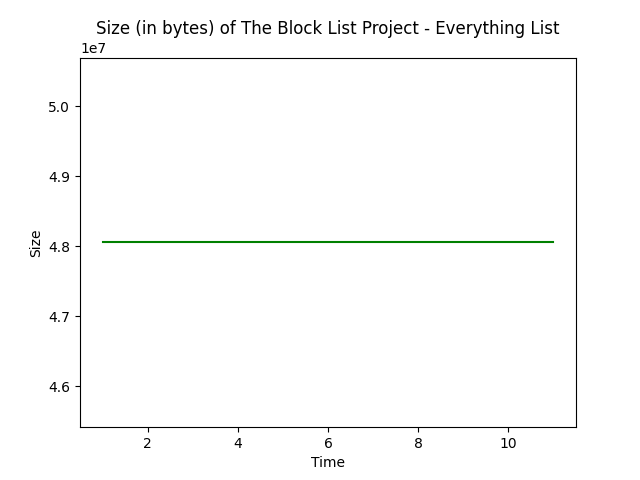 Size (in bytes) of The Block List Project - Everything List
1e7
5.0
4.9
4.8
4.7
4.6
Size
2 4 6 8 10
Time